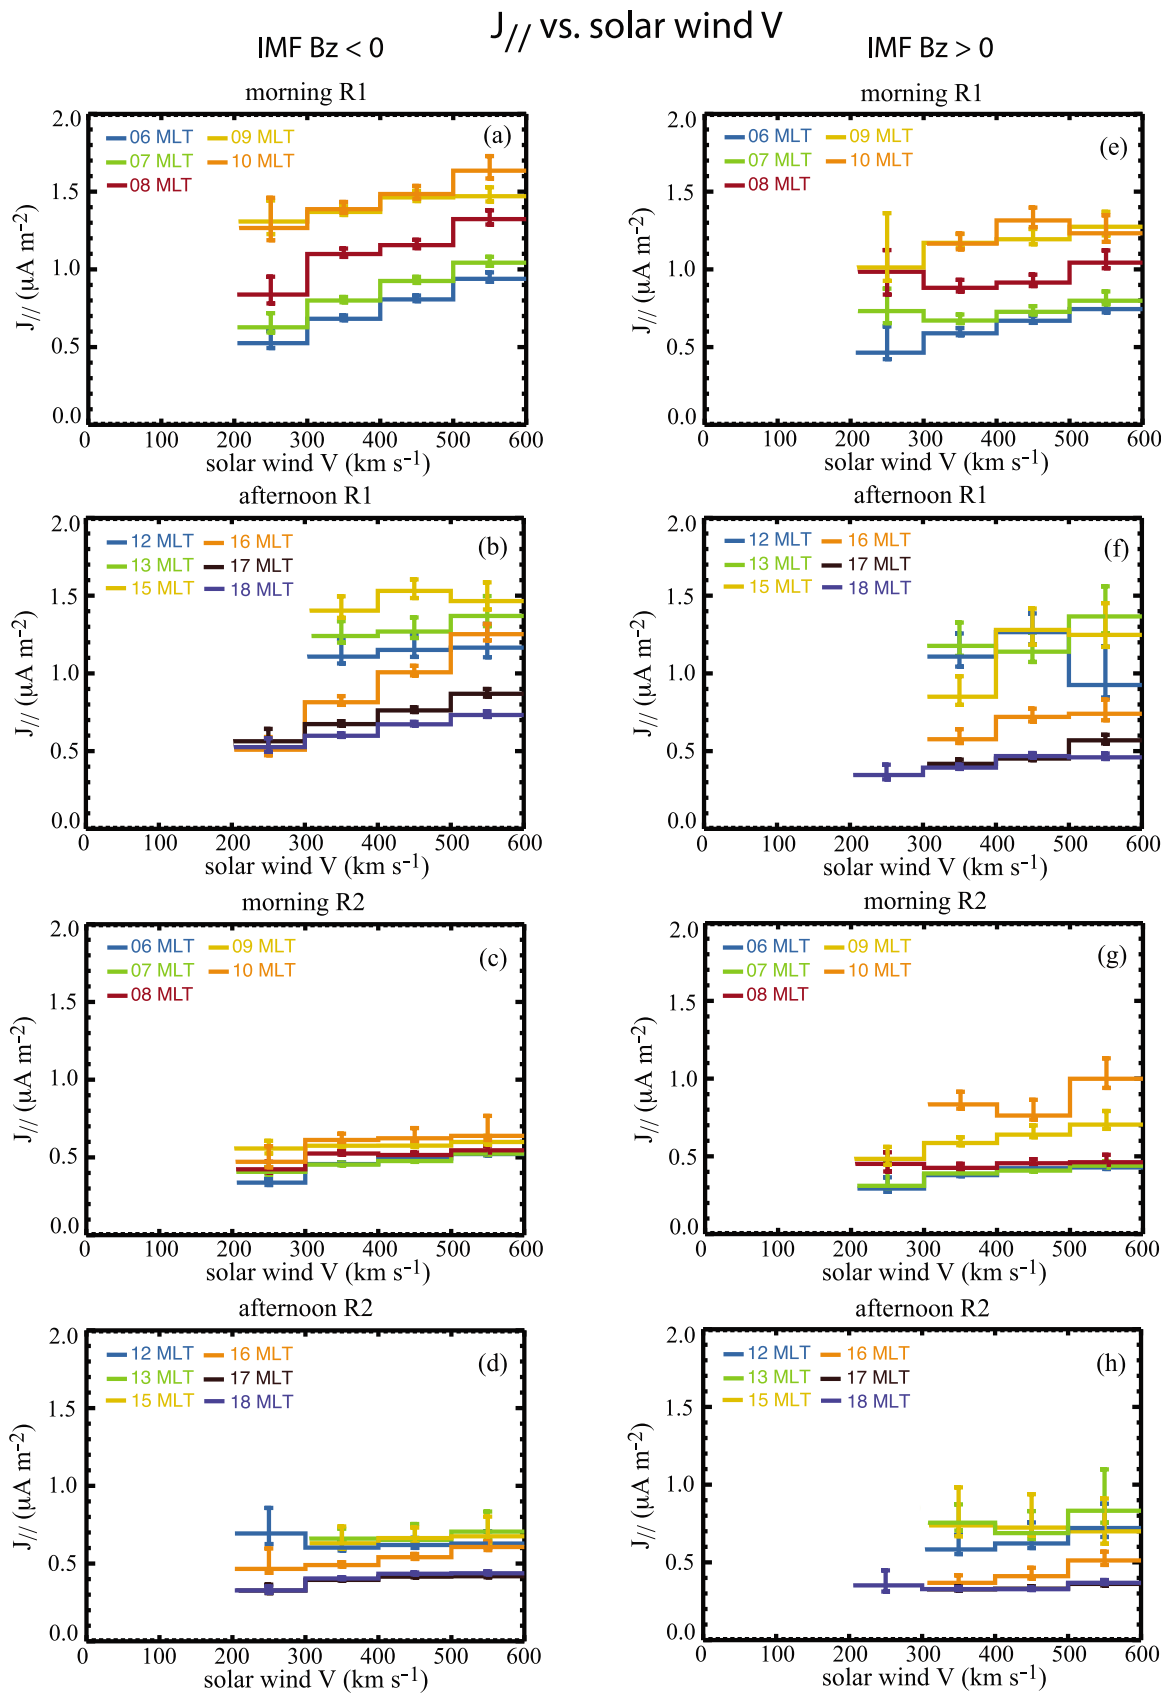 J// vs. solar wind V
IMF Bz < 0
IMF Bz > 0
morning R1
2.0
1.5
1.0
0.5
0.0
J// (μA m-2)
06 MLT 09 MLT
07 MLT 10 MLT
08 MLT
(a)
0 100 200 300 400 500 600
solar wind V (km s-1)
morning R1
2.0
1.5
1.0
0.5
0.0
J// (μA m-2)
06 MLT 09 MLT
07 MLT 10 MLT
08 MLT
(e)
0 100 200 300 400 500 600
solar wind V (km s-1)
afternoon R1
2.0
1.5
1.0
0.5
0.0
J// (μA m-2)
12 MLT 16 MLT
13 MLT 17 MLT
15 MLT 18 MLT
(b)
0 100 200 300 400 500 600
solar wind V (km s-1)
afternoon R1
2.0
1.5
1.0
0.5
0.0
J// (μA m-2)
12 MLT 16 MLT
13 MLT 17 MLT
15 MLT 18 MLT
(f)
0 100 200 300 400 500 600
solar wind V (km s-1)
morning R2
2.0
1.5
1.0
0.5
0.0
J// (μA m-2)
06 MLT 09 MLT
07 MLT 10 MLT
08 MLT
(c)
0 100 200 300 400 500 600
solar wind V (km s-1)
morning R2
2.0
1.5
1.0
0.5
0.0
J// (μA m-2)
06 MLT 09 MLT
07 MLT 10 MLT
08 MLT
(g)
0 100 200 300 400 500 600
solar wind V (km s-1)
afternoon R2
2.0
1.5
1.0
0.5
0.0
J// (μA m-2)
12 MLT 16 MLT
13 MLT 17 MLT
15 MLT 18 MLT
(d)
0 100 200 300 400 500 600
solar wind V (km s-1)
afternoon R2
2.0
1.5
1.0
0.5
0.0
J// (μA m-2)
12 MLT 16 MLT
13 MLT 17 MLT
15 MLT 18 MLT
(h)
0 100 200 300 400 500 600
solar wind V (km s-1)